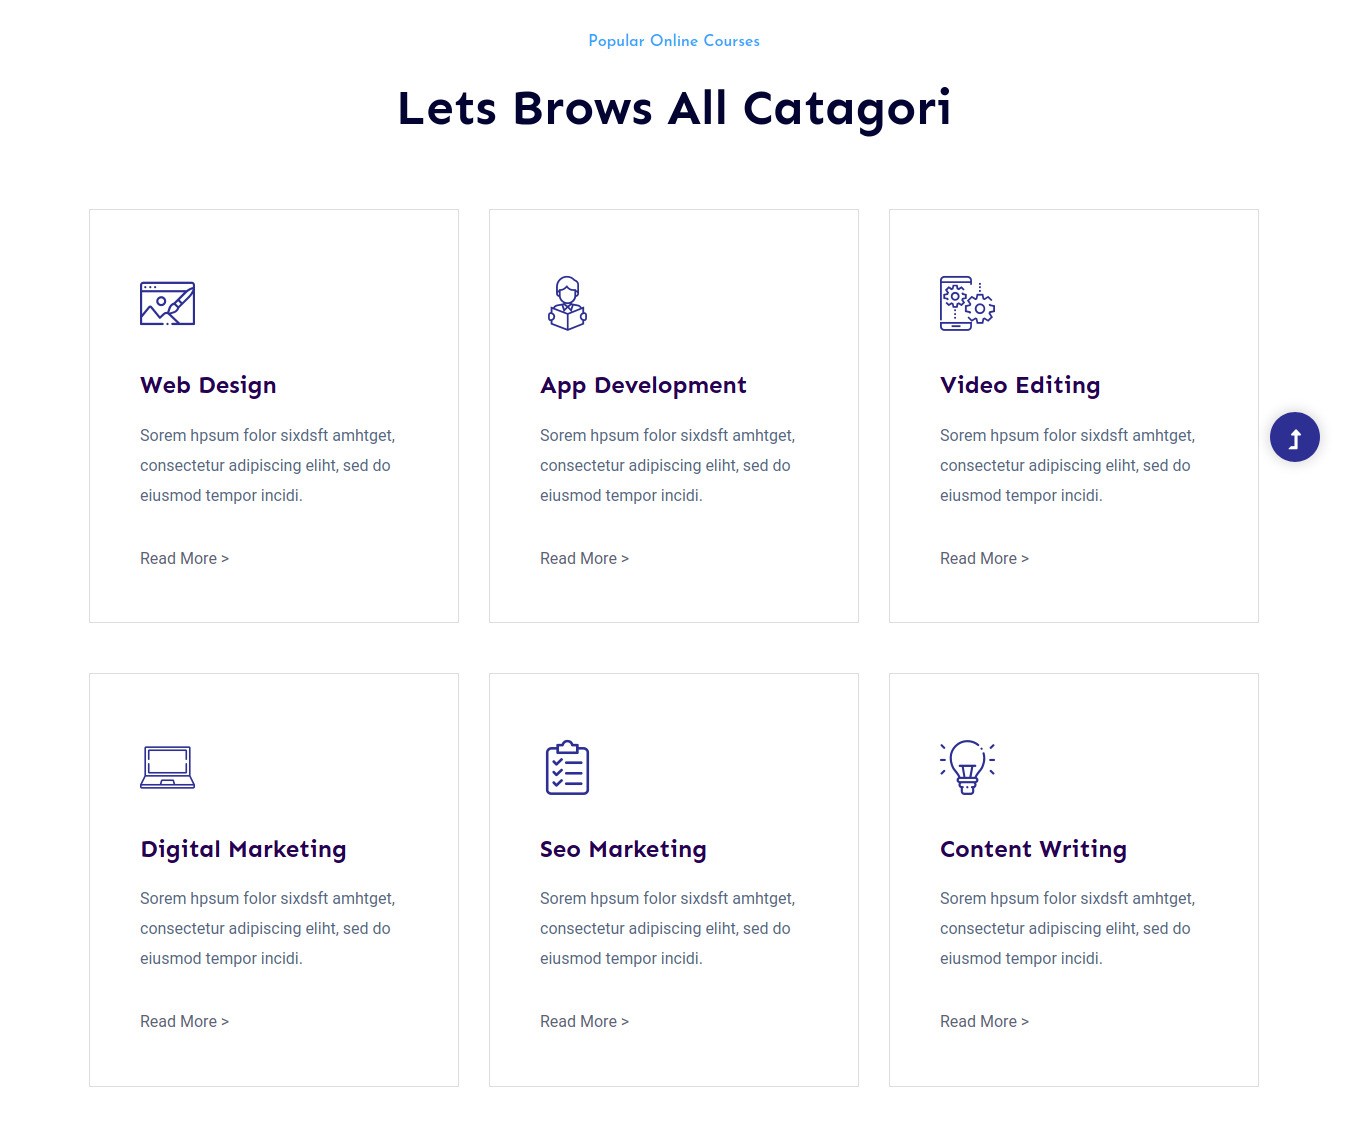 Popular Online Courses
Lets Brows All Catagori
Web Design
Sorem hpsum folor sixdsft amhtget,
consectetur adipiscing eliht, sed do
eiusmod tempor incidi.
Read More >
App Development
Sorem hpsum folor sixdsft amhtget,
consectetur adipiscing eliht, sed do
eiusmod tempor incidi.
Read More >
Video Editing
Sorem hpsum folor sixdsft amhtget,
consectetur adipiscing eliht, sed do
eiusmod tempor incidi.
Read More >
Digital Marketing
Sorem hpsum folor sixdsft amhtget,
consectetur adipiscing eliht, sed do
eiusmod tempor incidi.
Read More >
Seo Marketing
Sorem hpsum folor sixdsft amhtget,
consectetur adipiscing eliht, sed do
eiusmod tempor incidi.
Read More >
Content Writing
Sorem hpsum folor sixdsft amhtget,
consectetur adipiscing eliht, sed do
eiusmod tempor incidi.
Read More >